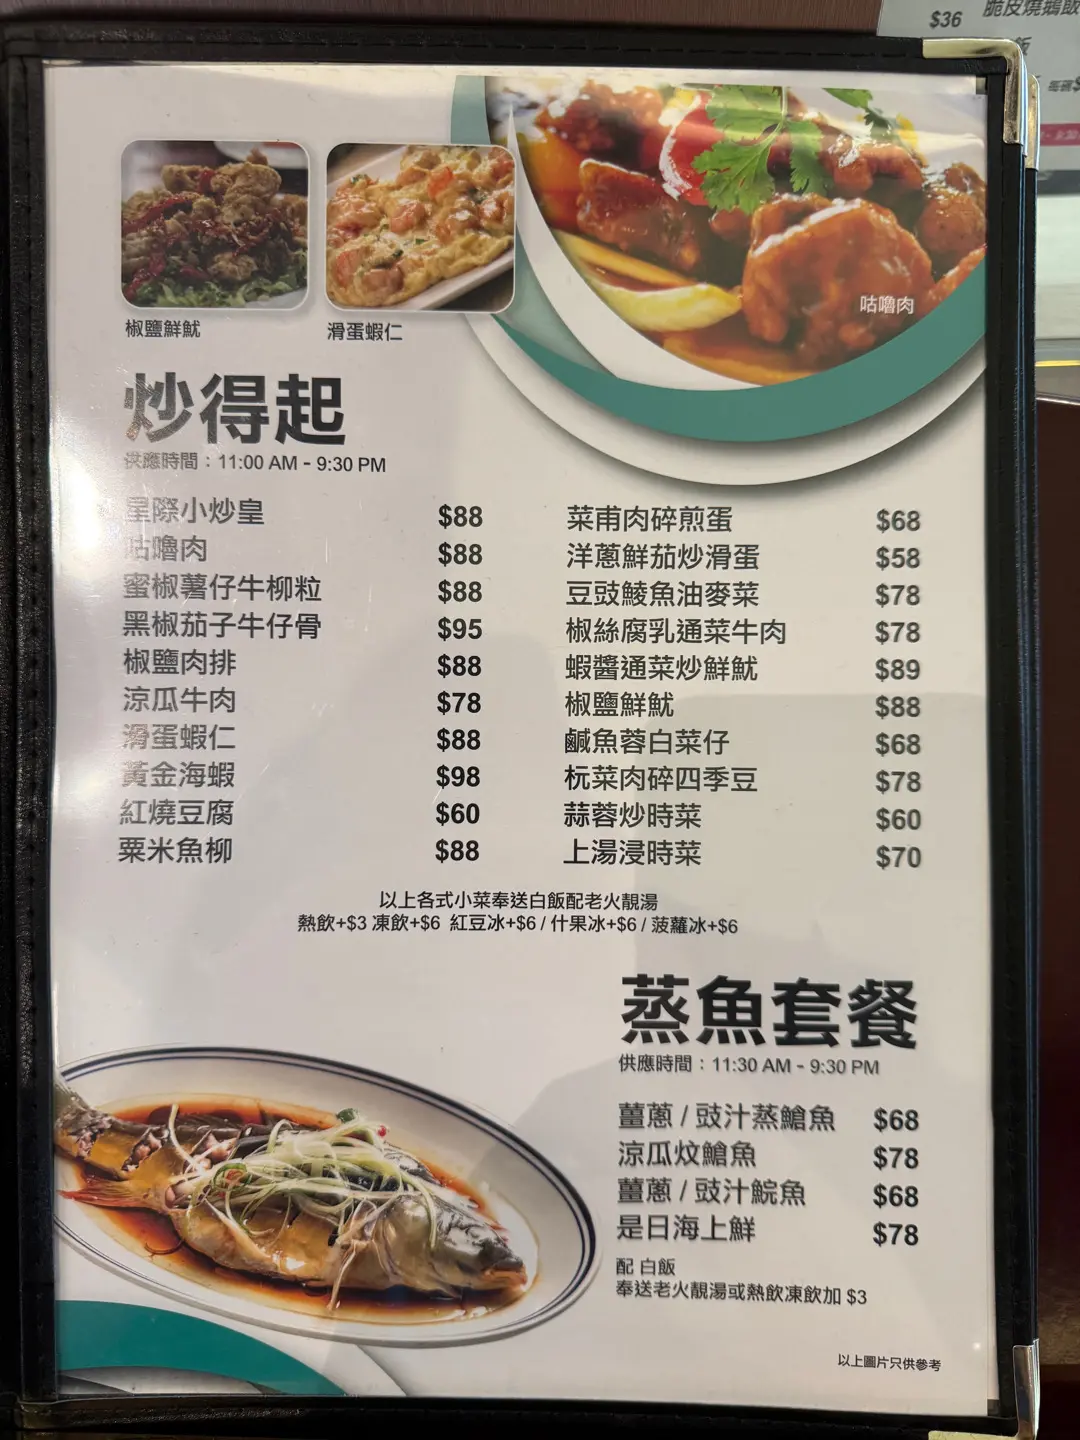 $36 脆皮燒鵝飯
飯
椒鹽鮮魷
滑蛋蝦仁
咕嚕肉
炒得起
供應時間：11:00 AM - 9:30 PM
星際小炒皇 $88
咕嚕肉 $88
蜜椒薯仔牛柳粒 $88
黑椒茄子牛仔骨 $95
椒鹽肉排 $88
涼瓜牛肉 $78
滑蛋蝦仁 $88
黃金海蝦 $98
紅燒豆腐 $60
粟米魚柳 $88
菜甫肉碎煎蛋 $68
洋蔥鮮茄炒滑蛋 $58
豆豉鯪魚油麥菜 $78
椒絲腐乳通菜牛肉 $78
蝦醬通菜炒鮮魷 $89
椒鹽鮮魷 $88
鹹魚蓉白菜仔 $68
杬菜肉碎四季豆 $78
蒜蓉炒時菜 $60
上湯浸時菜 $70
以上各式小菜奉送白飯配老火靚湯
熱飲+$3 凍飲+$6 紅豆冰+$6 / 什果冰+$6 / 菠蘿冰+$6
蒸魚套餐
供應時間：11:30 AM - 9:30 PM
薑蔥 / 豉汁蒸鯧魚 $68
涼瓜炆鯧魚 $78
薑蔥 / 豉汁鯇魚 $68
是日海上鮮 $78
配 白飯
奉送老火靚湯或熱飲凍飲加 $3
以上圖片只供參考